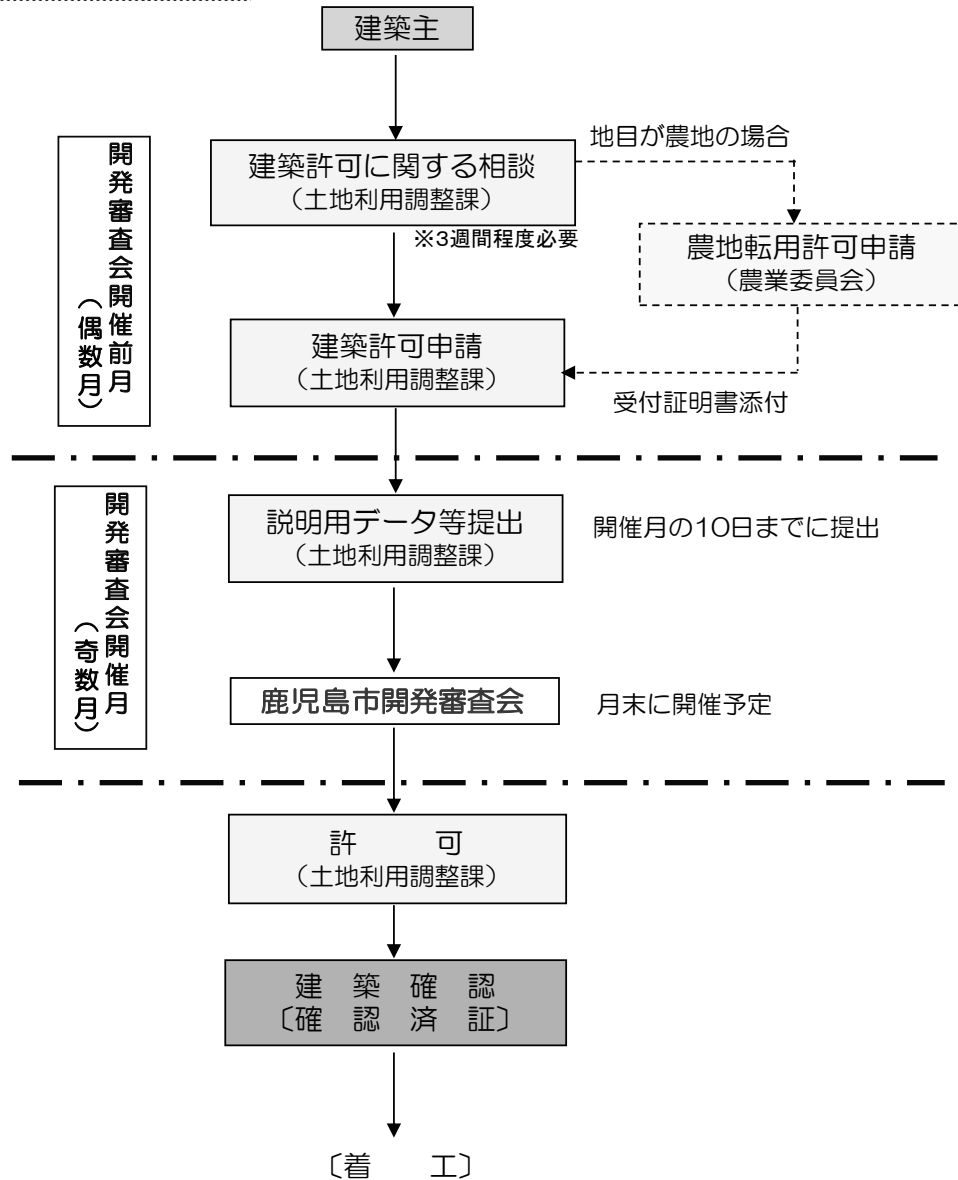 建築主
地目が農地の場合
建築許可に関する相談
（土地利用調整課）
※3週間程度必要
農地転用許可申請
（農業委員会）
開発審査会開催前月
（偶数月）
建築許可申請
（土地利用調整課）
受付証明書添付
説明用データ等提出
（土地利用調整課）
開催月の10日までに提出
開発審査会開催月
（奇数月）
鹿児島市開発審査会
月末に開催予定
許　　可
（土地利用調整課）
建　築　確　認
〔確　認　済　証〕
〔着　　工〕